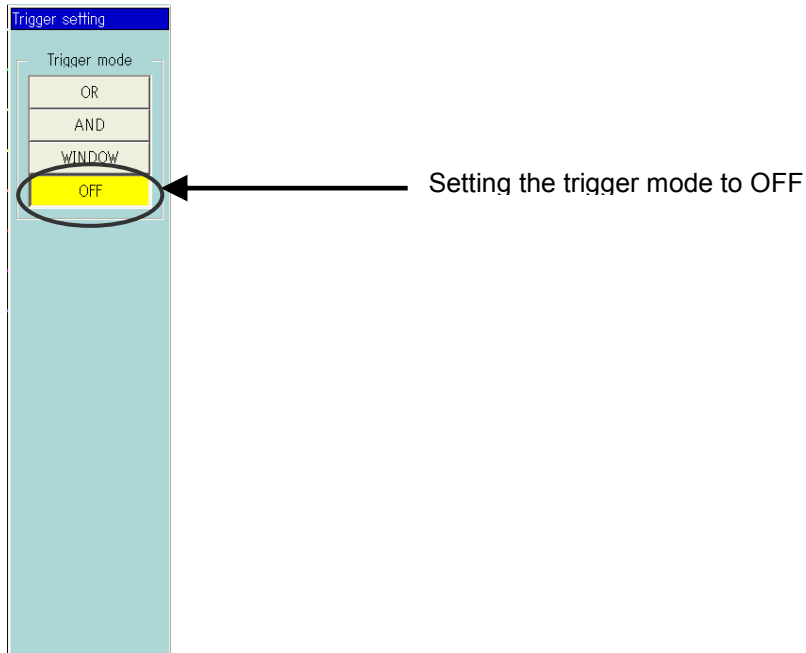 Trigger setting
Trigger mode
OR
AND
WINDOW
OFF
Setting the trigger mode to OFF